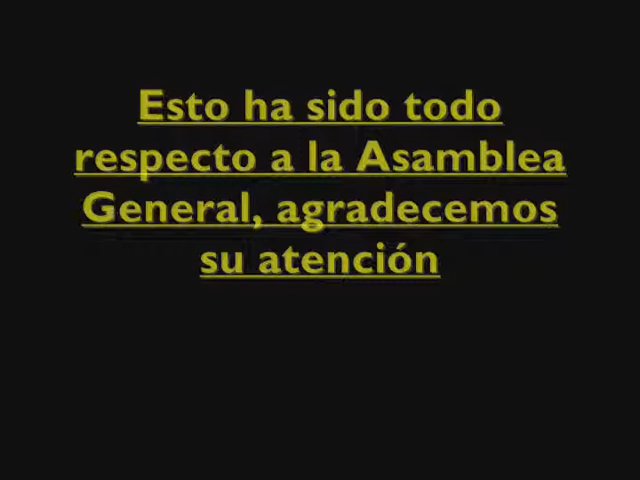 Esto ha sido todo
respecto a la Asamblea
General, agradecemos
su atención